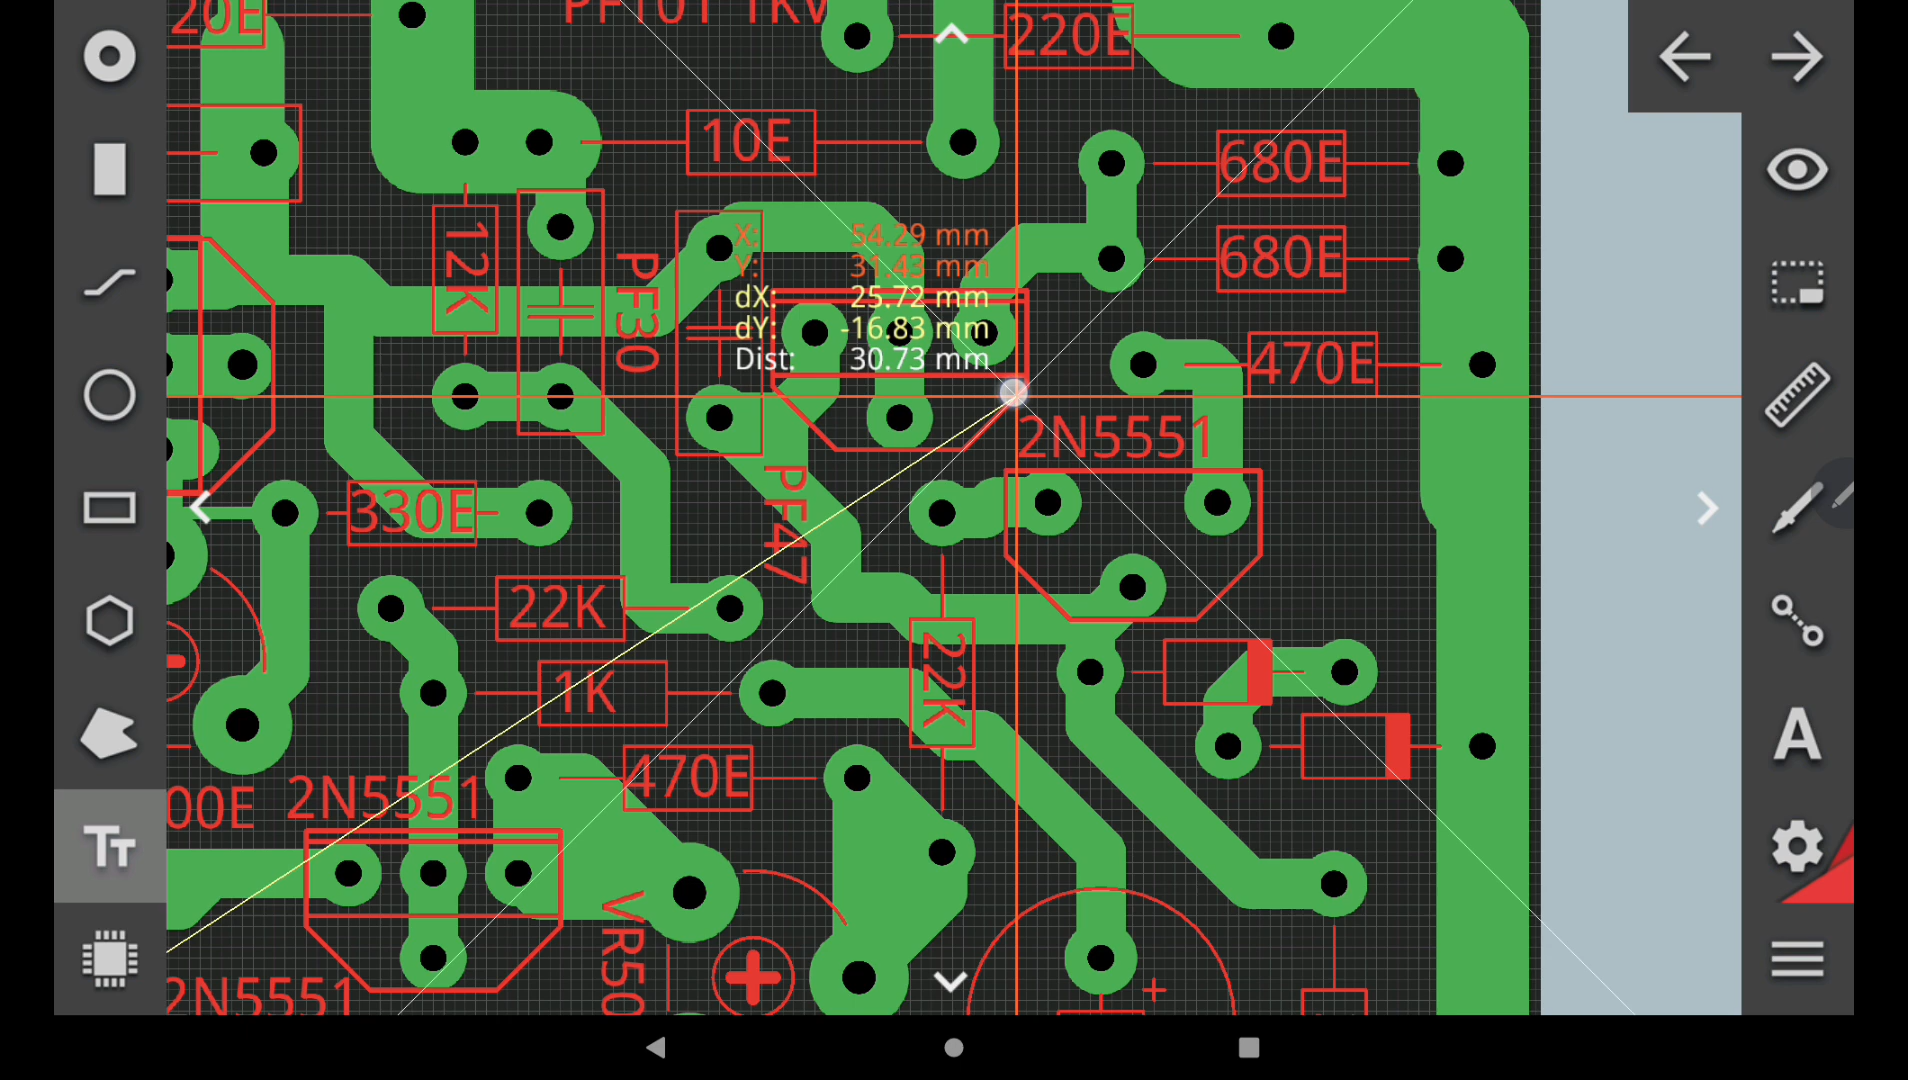 20E
PF101 1KV
220E
10E
680E
12K
PF30
X: 54.29 mm
Y: 31.43 mm
dX: 25.72 mm
dY: -16.83 mm
Dist: 30.73 mm
680E
470E
2N5551
330E
PF47
22K
22K
1K
470E
2N5551
00E
VR50
2N5551
A
TT